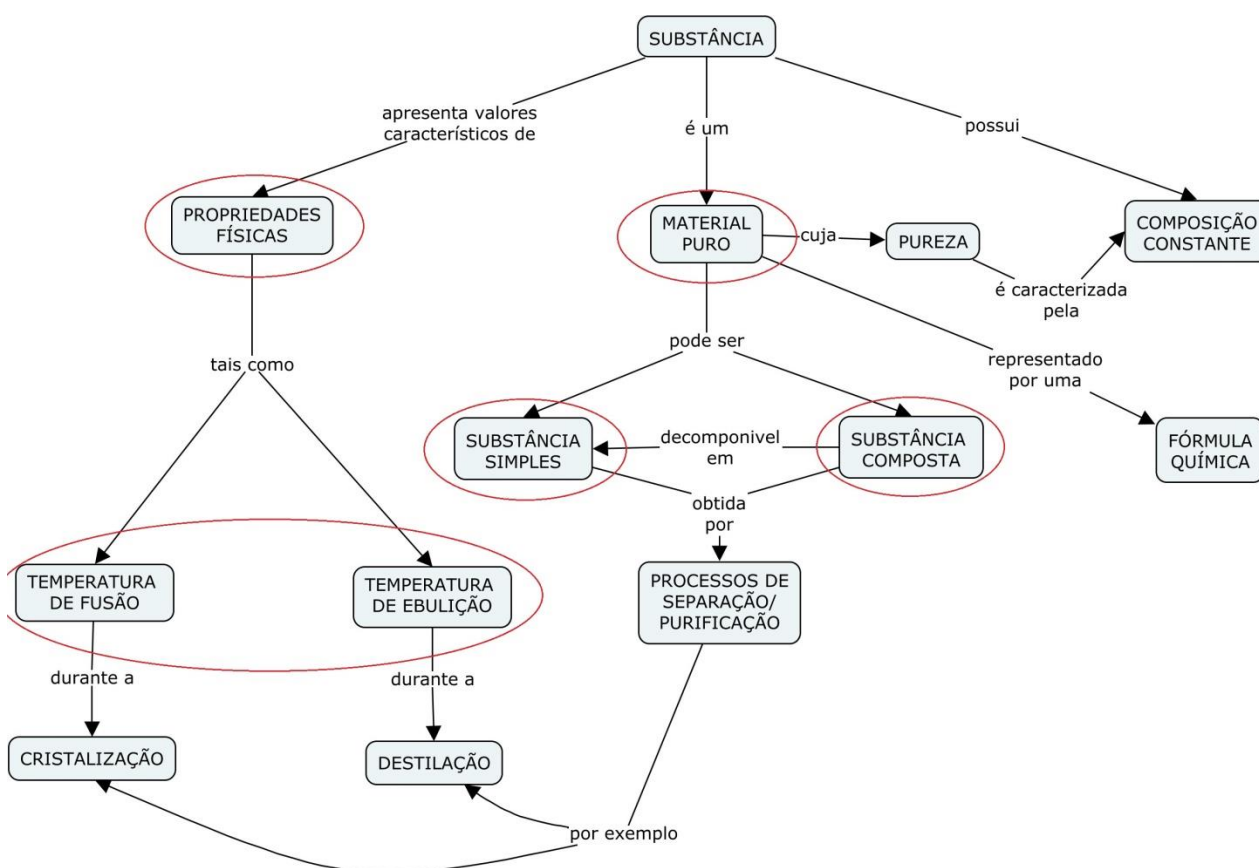 SUBSTÂNCIA
apresenta valores
característicos de
é um
possui
PROPRIEDADES
FÍSICAS
MATERIAL
PURO
cuja
PUREZA
COMPOSIÇÃO
CONSTANTE
é caracterizada
pela
tais como
pode ser
representado
por uma
SUBSTÂNCIA
SIMPLES
decomponivel
em
SUBSTÂNCIA
COMPOSTA
FÓRMULA
QUÍMICA
obtida
por
TEMPERATURA
DE FUSÃO
TEMPERATURA
DE EBULIÇÃO
PROCESSOS DE
SEPARAÇÃO/
PURIFICAÇÃO
durante a
durante a
CRISTALIZAÇÃO
DESTILAÇÃO
por exemplo